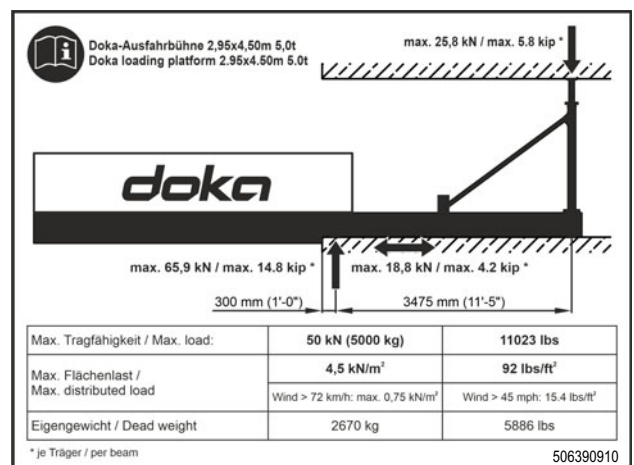 Doka-Ausfahrbühne 2,95x4,50m 5,0t
Doka loading platform 2.95x4.50m 5.0t
max. 25,8 kN / max. 5.8 kip *
doka
max. 65,9 kN / max. 14.8 kip *
max. 18,8 kN / max. 4.2 kip *
300 mm (1'-0")
3475 mm (11'-5")
Max. Tragfähigkeit / Max. load:
50 kN (5000 kg)
11023 lbs
Max. Flächenlast /
Max. distributed load
4,5 kN/m²
92 lbs/ft²
Wind > 72 km/h: max. 0,75 kN/m²
Wind > 45 mph: 15.4 lbs/ft²
Eigengewicht / Dead weight
2670 kg
5886 lbs
* je Träger / per beam
506390910